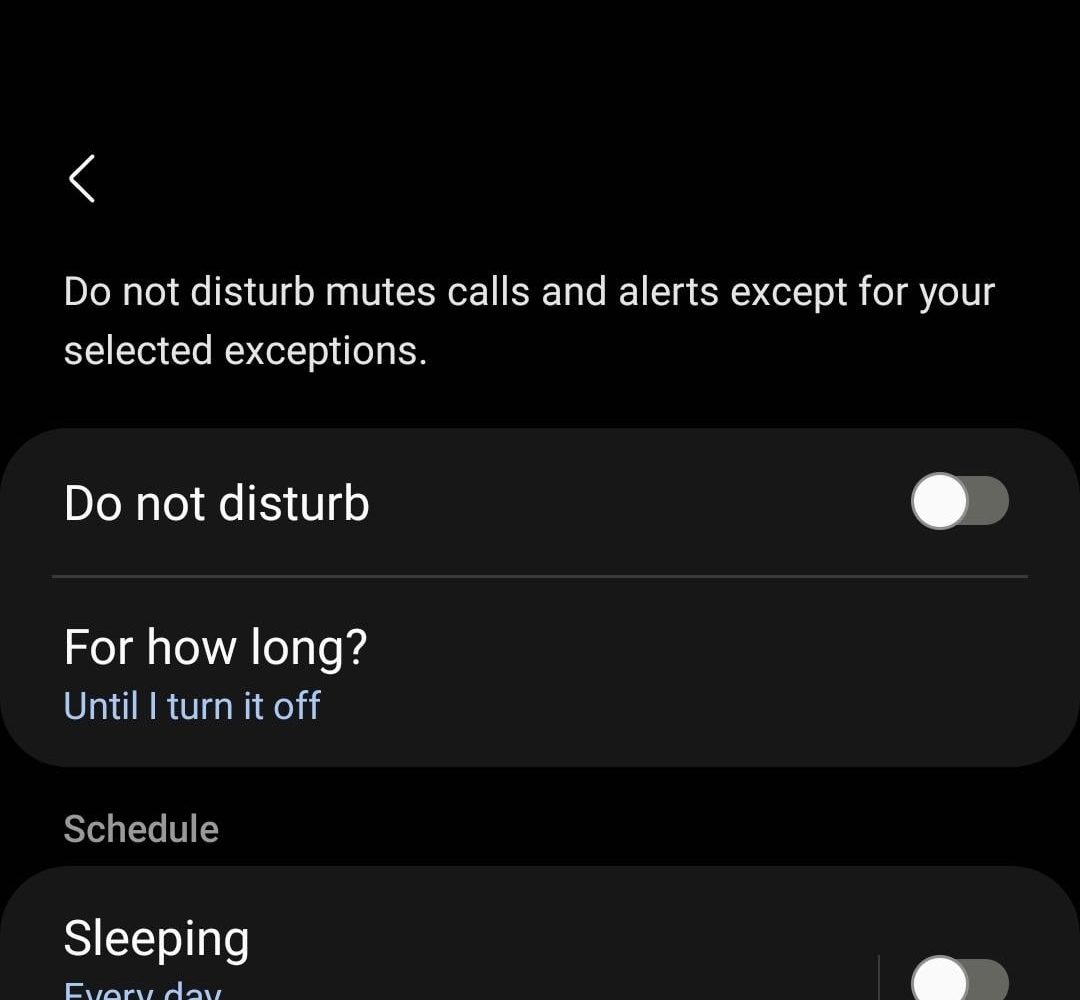 Do not disturb mutes calls and alerts except for your
selected exceptions.
Do not disturb
For how long?
Until I turn it off
Schedule
Sleeping
Every day